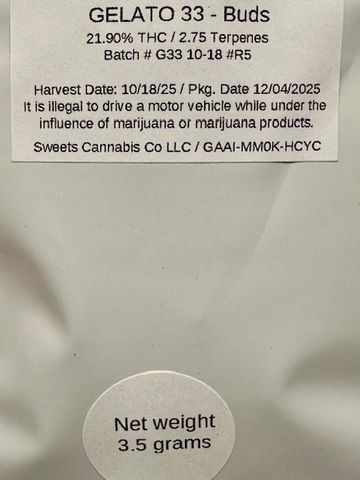 GELATO 33 - Buds
21.90% THC / 2.75 Terpenes
Batch # G33 10-18 #R5
Harvest Date: 10/18/25 / Pkg. Date 12/04/2025
It is illegal to drive a motor vehicle while under the
influence of marijuana or marijuana products.
Sweets Cannabis Co LLC / GAAI-MM0K-HCYC
Net weight
3.5 grams